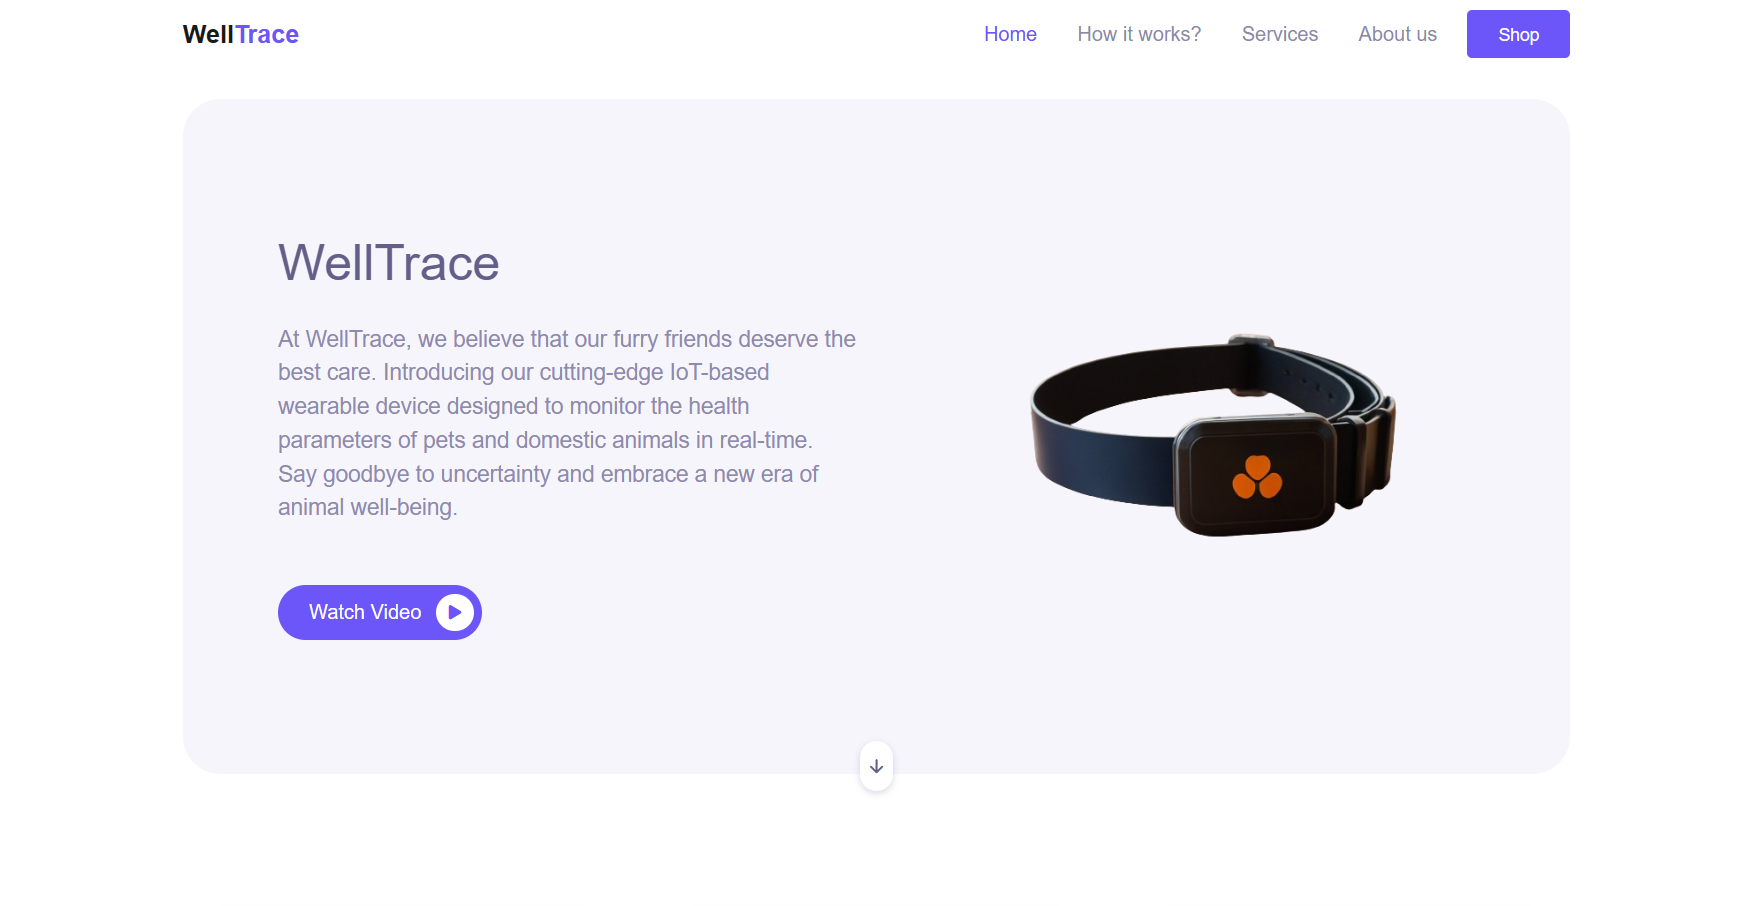 WellTrace
Home
How it works?
Services
About us
Shop
WellTrace
At WellTrace, we believe that our furry friends deserve the
best care. Introducing our cutting-edge IoT-based
wearable device designed to monitor the health
parameters of pets and domestic animals in real-time.
Say goodbye to uncertainty and embrace a new era of
animal well-being.
Watch Video